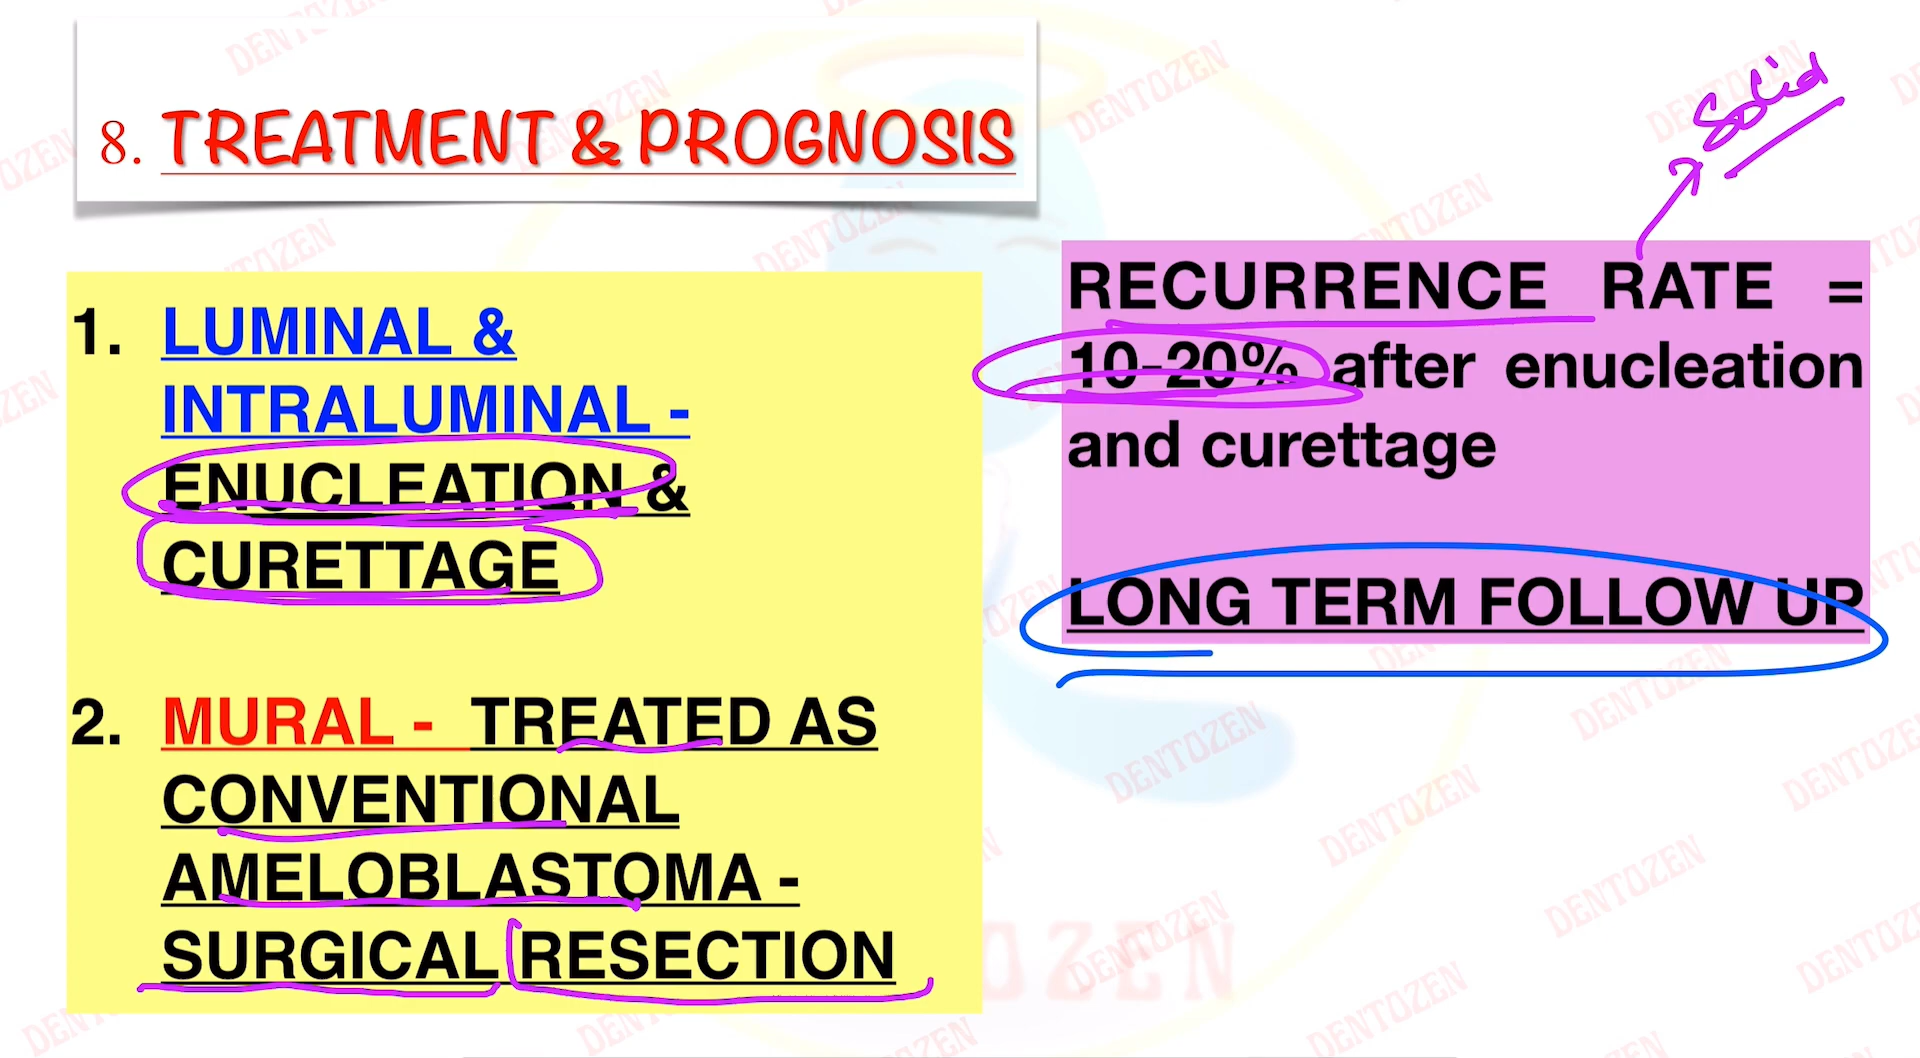 8. TREATMENT & PROGNOSIS
Solid
1. LUMINAL &
INTRALUMINAL -
ENUCLEATION &
CURETTAGE
2. MURAL - TREATED AS
CONVENTIONAL
AMELOBLASTOMA -
SURGICAL RESECTION
RECURRENCE RATE =
10-20% after enucleation
and curettage
LONG TERM FOLLOW UP
DENTOZEN